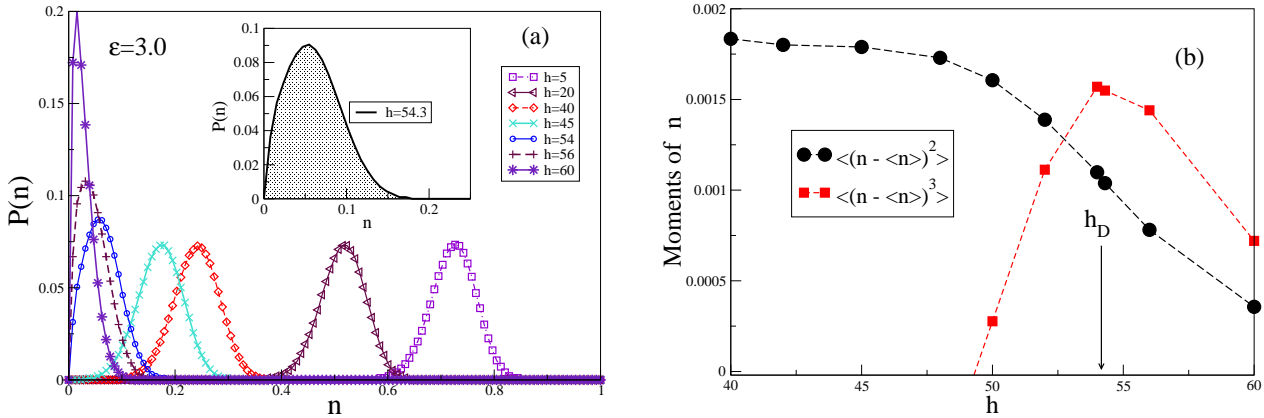 ε=3.0
(a)
P(n)
0.2
0.15
0.1
0.05
0
0
0.2
0.4
0.6
0.8
1
n
0.1
0.08
0.06
0.04
0.02
0
P(n)
0
0.1
0.2
n
h=54.3
h=5
h=20
h=40
h=45
h=54
h=56
h=60
(b)
Moments of n
0.002
0.0015
0.001
0.0005
0
40
45
50
55
60
h
<(n - <n>)^2>
<(n - <n>)^3>
h_D